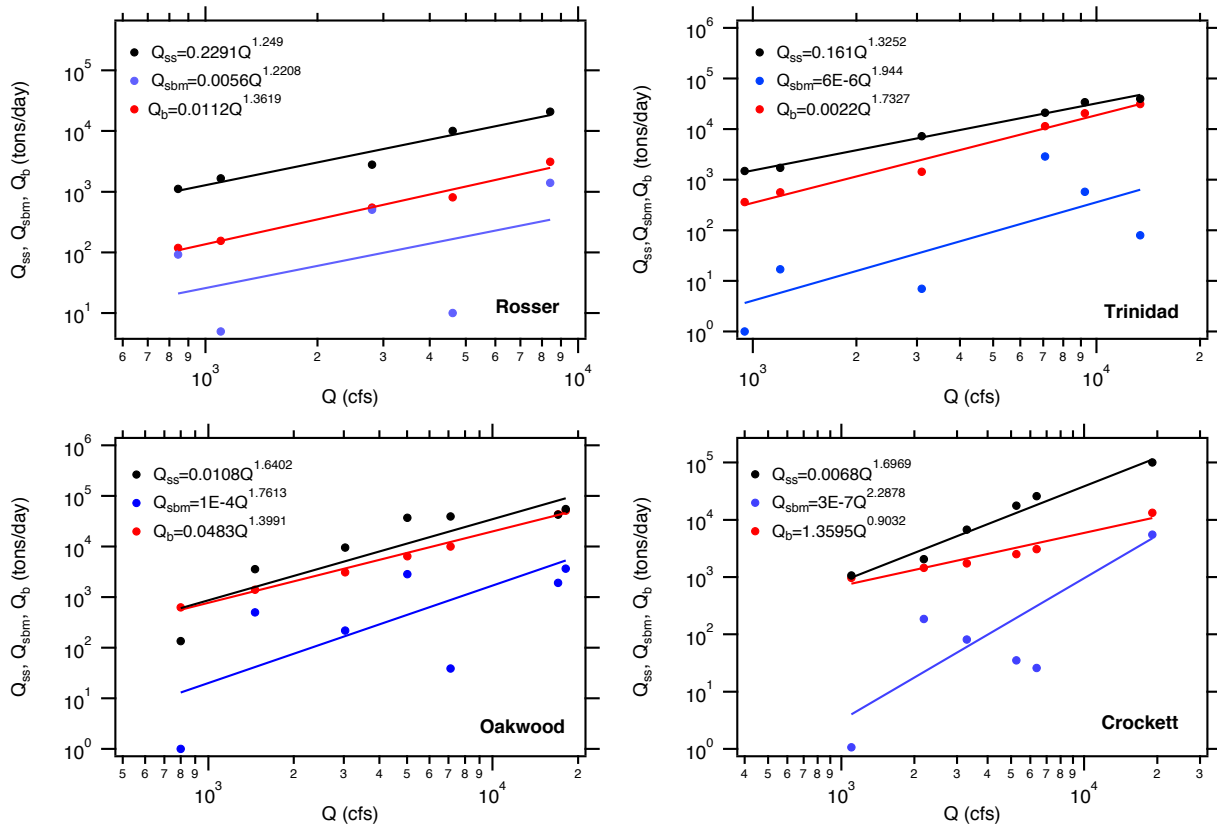 Q_ss, Q_sbm, Q_b (tons/day)
10^5
10^4
10^3
10^2
10^1
Q_ss=0.2291Q^1.249
Q_sbm=0.0056Q^1.2208
Q_b=0.0112Q^1.3619
Rosser
6 7 8 9 2 3 4 5 6 7 8 9
10^3 10^4
Q (cfs)
Q_ss,Q_sbm,Q_b (tons/day)
10^6
10^5
10^4
10^3
10^2
10^1
10^0
Q_ss=0.161Q^1.3252
Q_sbm=6E-6Q^1.944
Q_b=0.0022Q^1.7327
Trinidad
9 2 3 4 5 6 7 8 9 2
10^3 10^4
Q (cfs)
Q_ss, Q_sbm, Q_b (tons/day)
10^6
10^5
10^4
10^3
10^2
10^1
10^0
Q_ss=0.0108Q^1.6402
Q_sbm=1E-4Q^1.7613
Q_b=0.0483Q^1.3991
Oakwood
5 6 7 8 9 2 3 4 5 6 7 8 9 2
10^3 10^4
Q (cfs)
Q_ss, Q_sbm, Q_b (tons/day)
10^5
10^4
10^3
10^2
10^1
10^0
Q_ss=0.0068Q^1.6969
Q_sbm=3E-7Q^2.2878
Q_b=1.3595Q^0.9032
Crockett
4 5 6 7 8 9 2 3 4 5 6 7 8 9 2 3
10^3 10^4
Q (cfs)